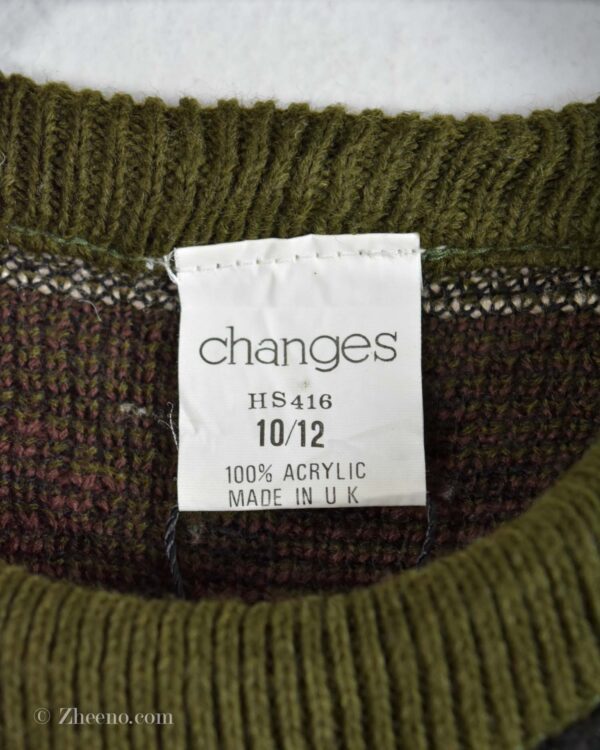 changes
HS416
10/12
100% ACRYLIC
MADE IN U K
© Zheeno.com